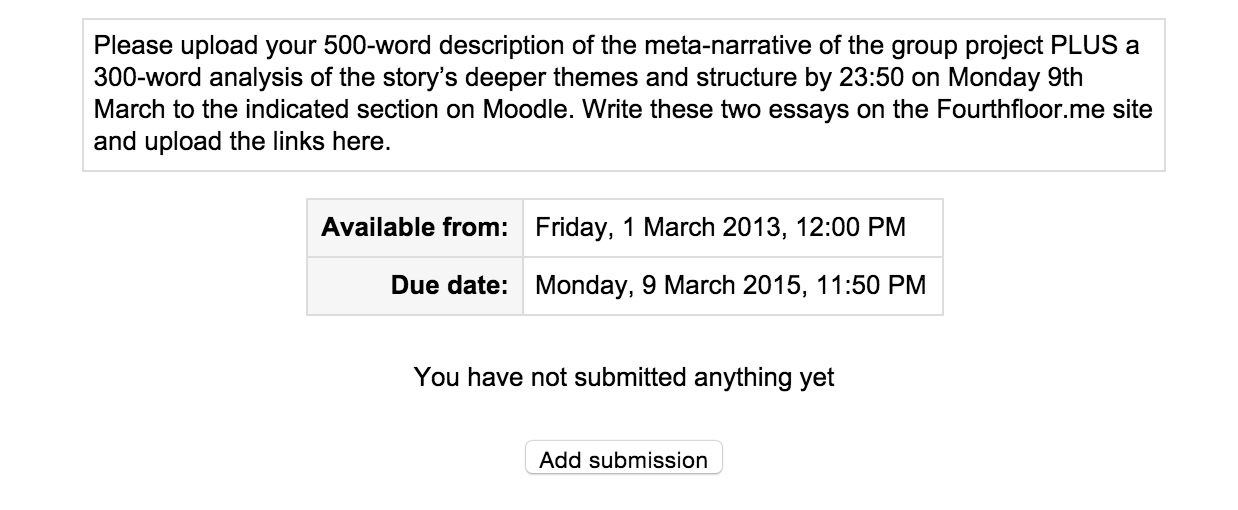 Please upload your 500-word description of the meta-narrative of the group project PLUS a
300-word analysis of the story’s deeper themes and structure by 23:50 on Monday 9th
March to the indicated section on Moodle. Write these two essays on the Fourthfloor.me site
and upload the links here.
Available from: Friday, 1 March 2013, 12:00 PM
Due date: Monday, 9 March 2015, 11:50 PM
You have not submitted anything yet
Add submission